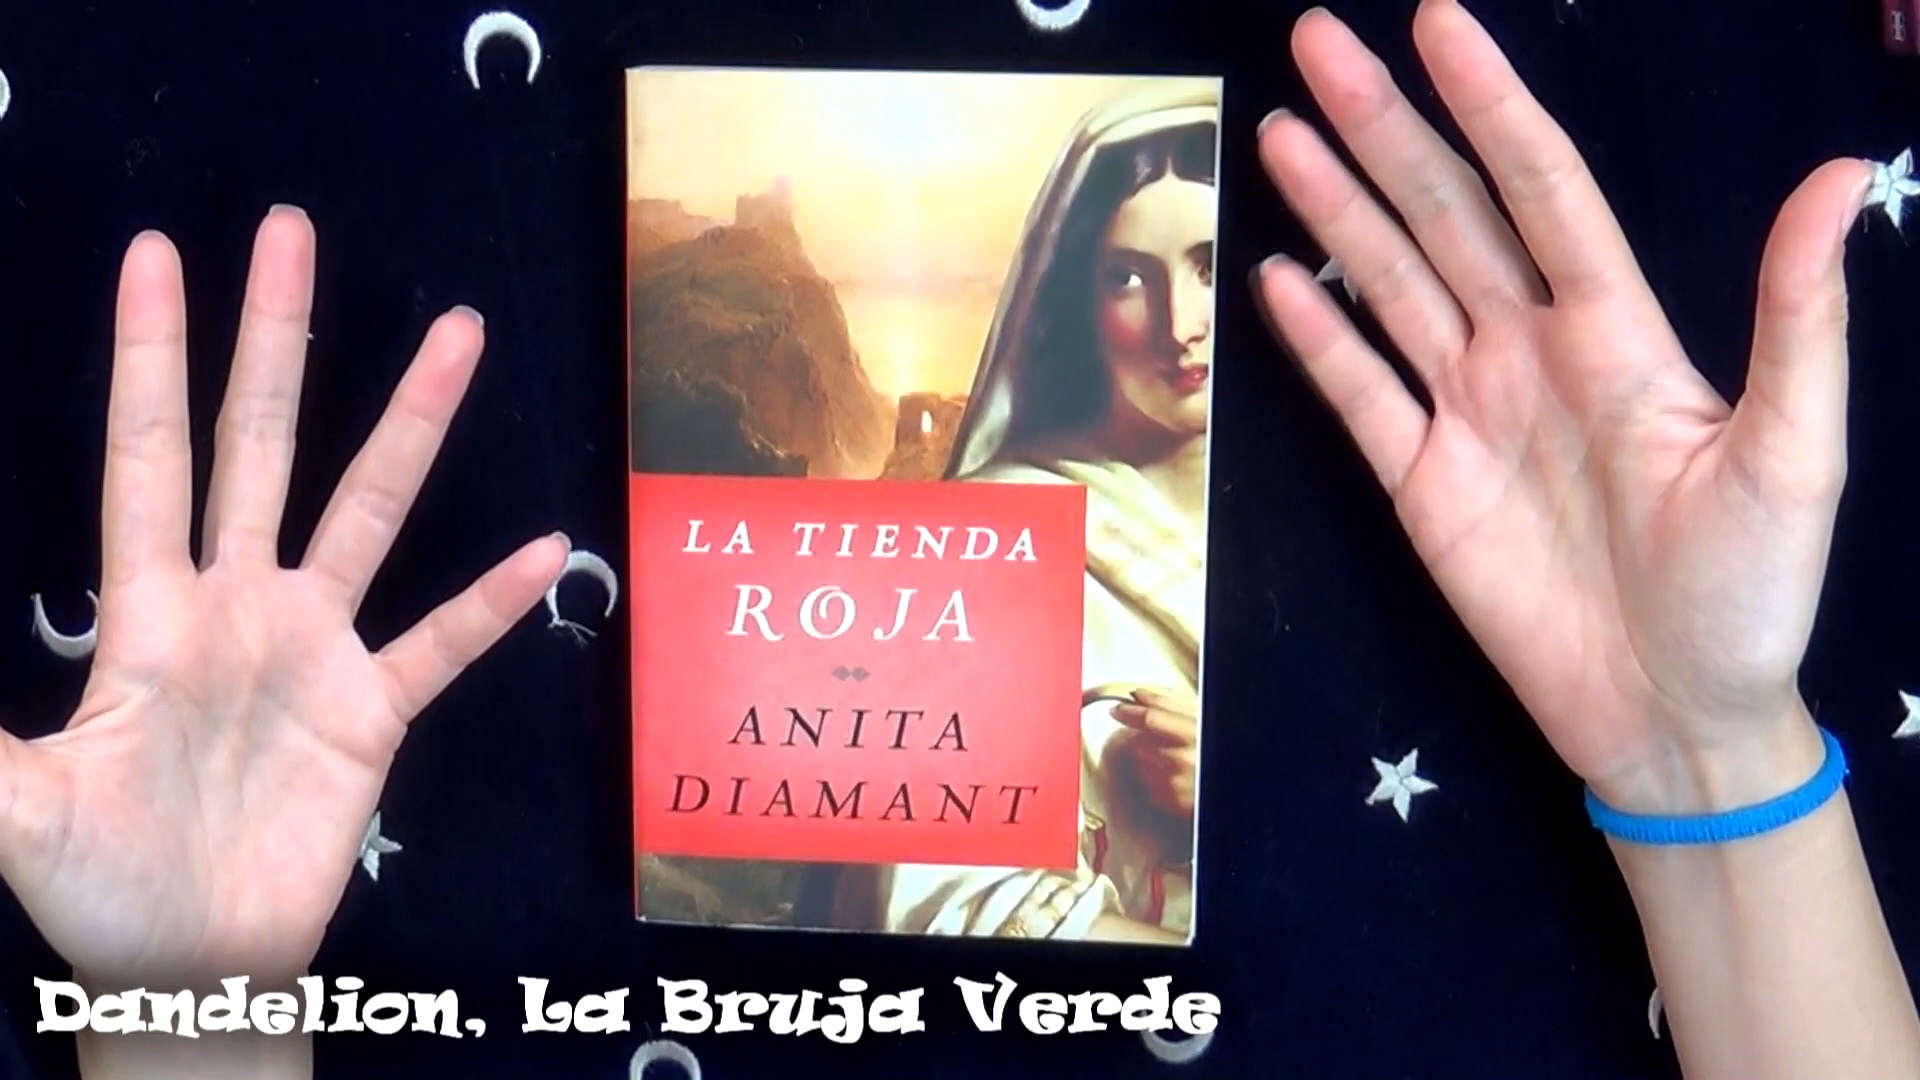 LA TIENDA
ROJA
ANITA
DIAMANT
Dandelion, La Bruja Verde